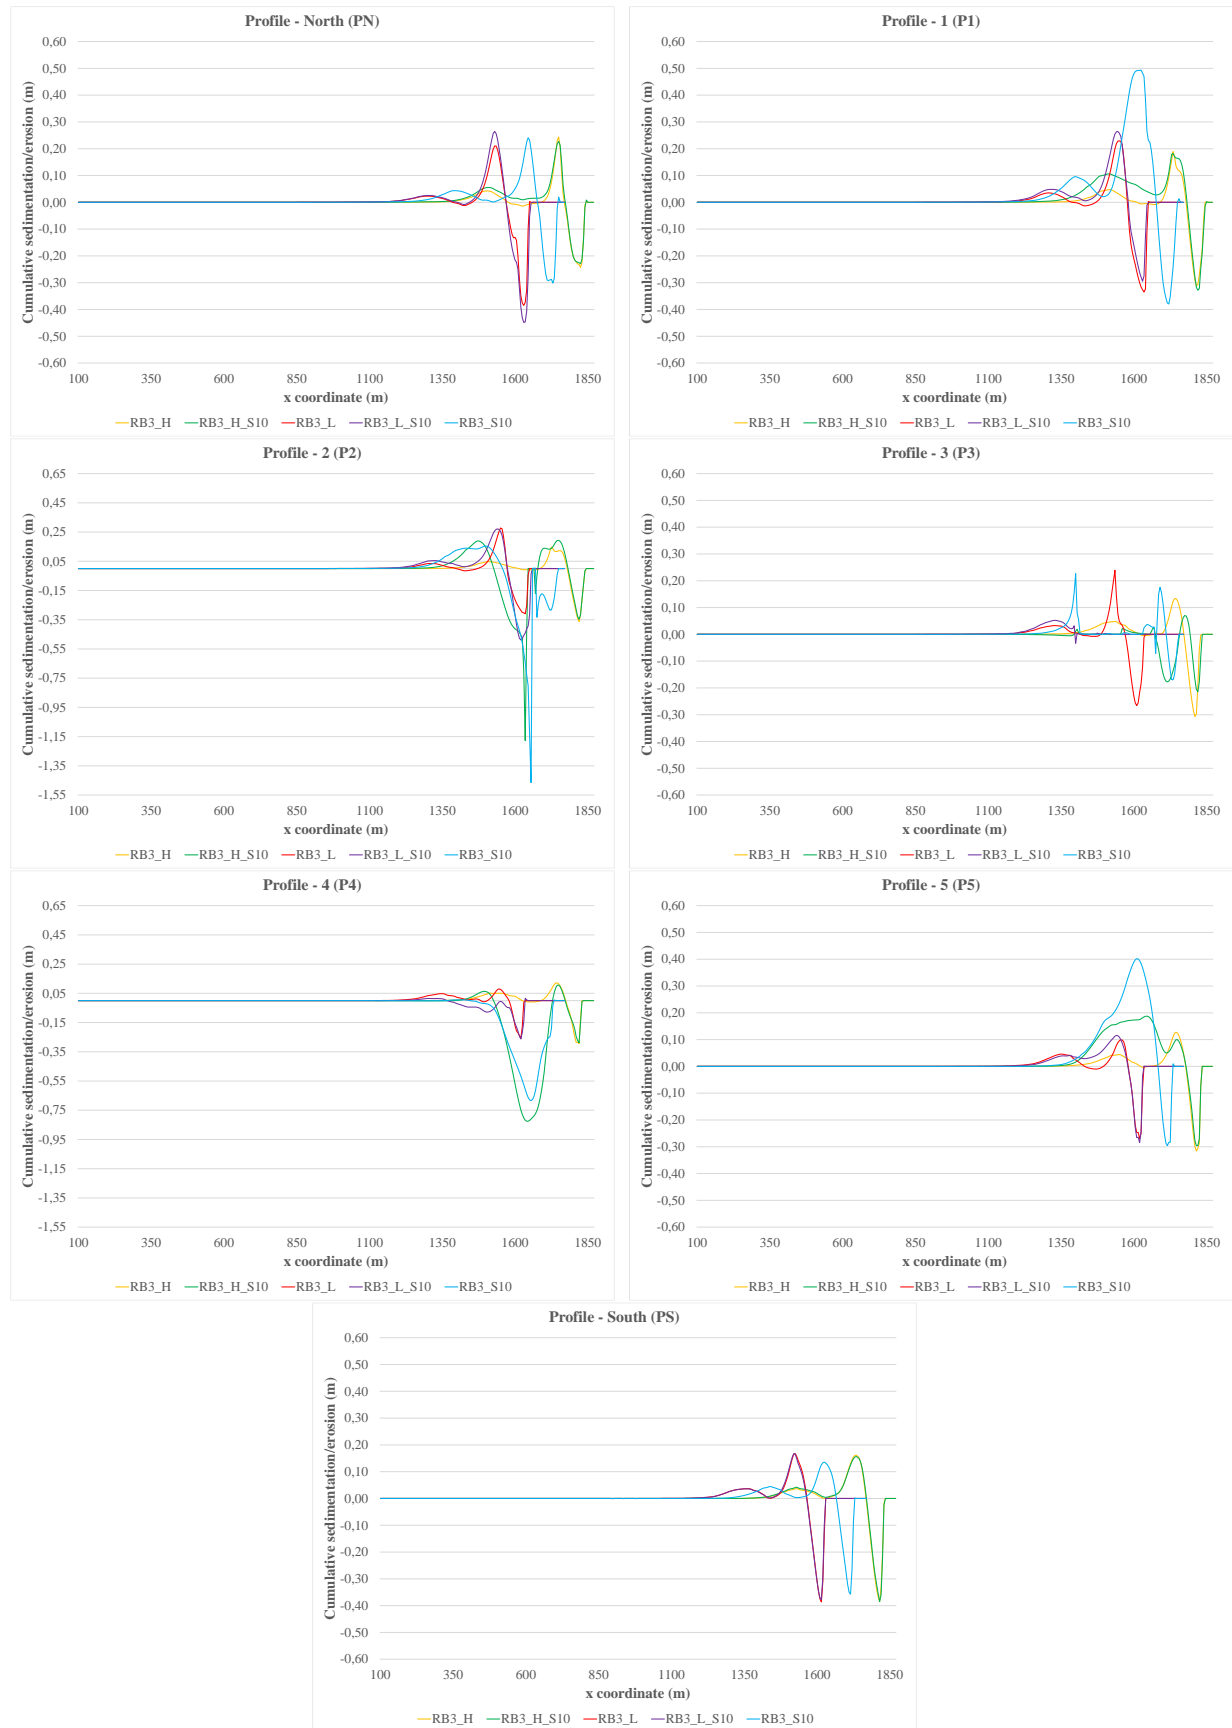 Profile - North (PN)
Cumulative sedimentation/erosion (m)
0,60
0,50
0,40
0,30
0,20
0,10
0,00
-0,10
-0,20
-0,30
-0,40
-0,50
-0,60
100 350 600 850 1100 1350 1600 1850
x coordinate (m)
RB3_H RB3_H_S10 RB3_L RB3_L_S10 RB3_S10
Profile - 1 (P1)
Cumulative sedimentation/erosion (m)
0,60
0,50
0,40
0,30
0,20
0,10
0,00
-0,10
-0,20
-0,30
-0,40
-0,50
-0,60
100 350 600 850 1100 1350 1600 1850
x coordinate (m)
RB3_H RB3_H_S10 RB3_L RB3_L_S10 RB3_S10
Profile - 2 (P2)
Cumulative sedimentation/erosion (m)
0,65
0,45
0,25
0,05
-0,15
-0,35
-0,55
-0,75
-0,95
-1,15
-1,35
-1,55
100 350 600 850 1100 1350 1600 1850
x coordinate (m)
RB3_H RB3_H_S10 RB3_L RB3_L_S10 RB3_S10
Profile - 3 (P3)
Cumulative sedimentation/erosion (m)
0,60
0,50
0,40
0,30
0,20
0,10
0,00
-0,10
-0,20
-0,30
-0,40
-0,50
-0,60
100 350 600 850 1100 1350 1600 1850
x coordinate (m)
RB3_H RB3_H_S10 RB3_L RB3_L_S10 RB3_S10
Profile - 4 (P4)
Cumulative sedimentation/erosion (m)
0,65
0,45
0,25
0,05
-0,15
-0,35
-0,55
-0,75
-0,95
-1,15
-1,35
-1,55
100 350 600 850 1100 1350 1600 1850
x coordinate (m)
RB3_H RB3_H_S10 RB3_L RB3_L_S10 RB3_S10
Profile - 5 (P5)
Cumulative sedimentation/erosion (m)
0,60
0,50
0,40
0,30
0,20
0,10
0,00
-0,10
-0,20
-0,30
-0,40
-0,50
-0,60
100 350 600 850 1100 1350 1600 1850
x coordinate (m)
RB3_H RB3_H_S10 RB3_L RB3_L_S10 RB3_S10
Profile - South (PS)
Cumulative sedimentation/erosion (m)
0,60
0,50
0,40
0,30
0,20
0,10
0,00
-0,10
-0,20
-0,30
-0,40
-0,50
-0,60
100 350 600 850 1100 1350 1600 1850
x coordinate (m)
RB3_H RB3_H_S10 RB3_L RB3_L_S10 RB3_S10